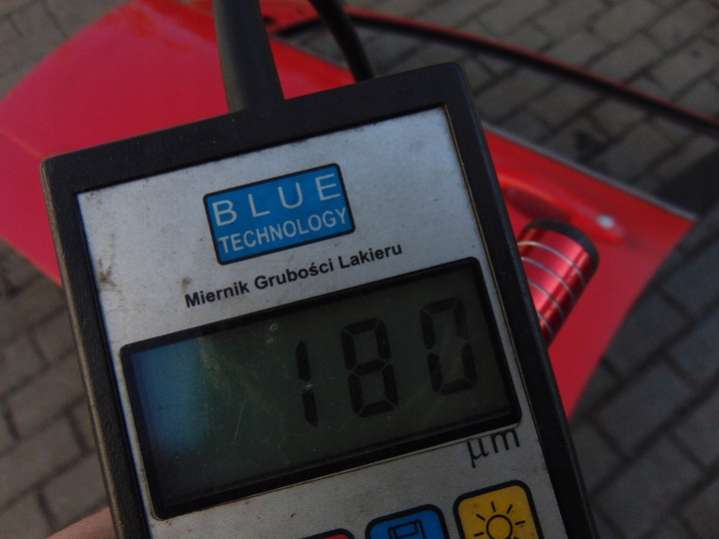 BLUE
TECHNOLOGY
Miernik Grubości Lakieru
180
μm